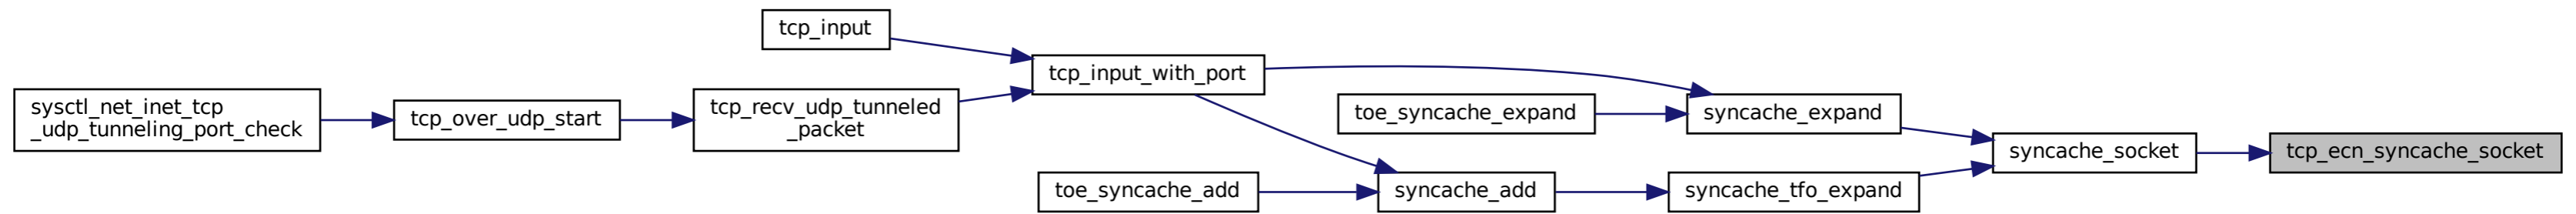 tcp_input
tcp_input_with_port
sysctl_net_inet_tcp
_udp_tunneling_port_check
tcp_over_udp_start
tcp_recv_udp_tunneled
_packet
toe_syncache_expand
syncache_expand
syncache_socket
tcp_ecn_syncache_socket
toe_syncache_add
syncache_add
syncache_tfo_expand